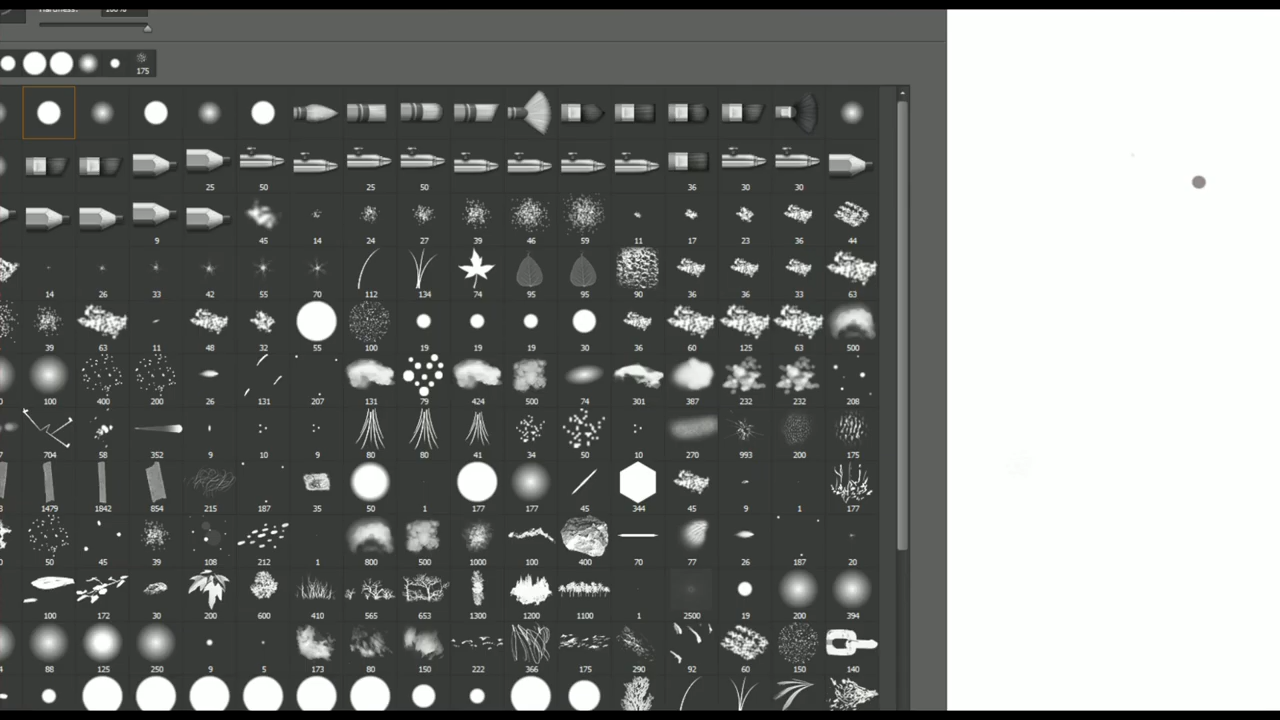 Hardness: 100%
175
25 50 25 50 36 30 30
9 45 14 24 27 39 46 59 11 17 23 36 44
14 26 33 42 55 70 112 134 74 95 95 90 36 36 33 63
39 63 11 48 32 55 100 19 19 19 30 36 60 125 63 500
100 400 200 26 131 207 131 79 424 500 74 301 387 232 232 208
704 58 352 9 10 9 80 80 41 34 50 10 270 993 200 175
1479 1842 854 215 187 35 50 1 177 177 45 344 45 9 1 177
50 45 39 108 212 1 800 500 1000 100 400 70 77 26 187 20
100 172 30 200 600 410 565 653 1300 1200 1100 1 2500 19 200 394
4 88 125 250 9 5 173 80 150 222 366 175 290 92 60 150 140